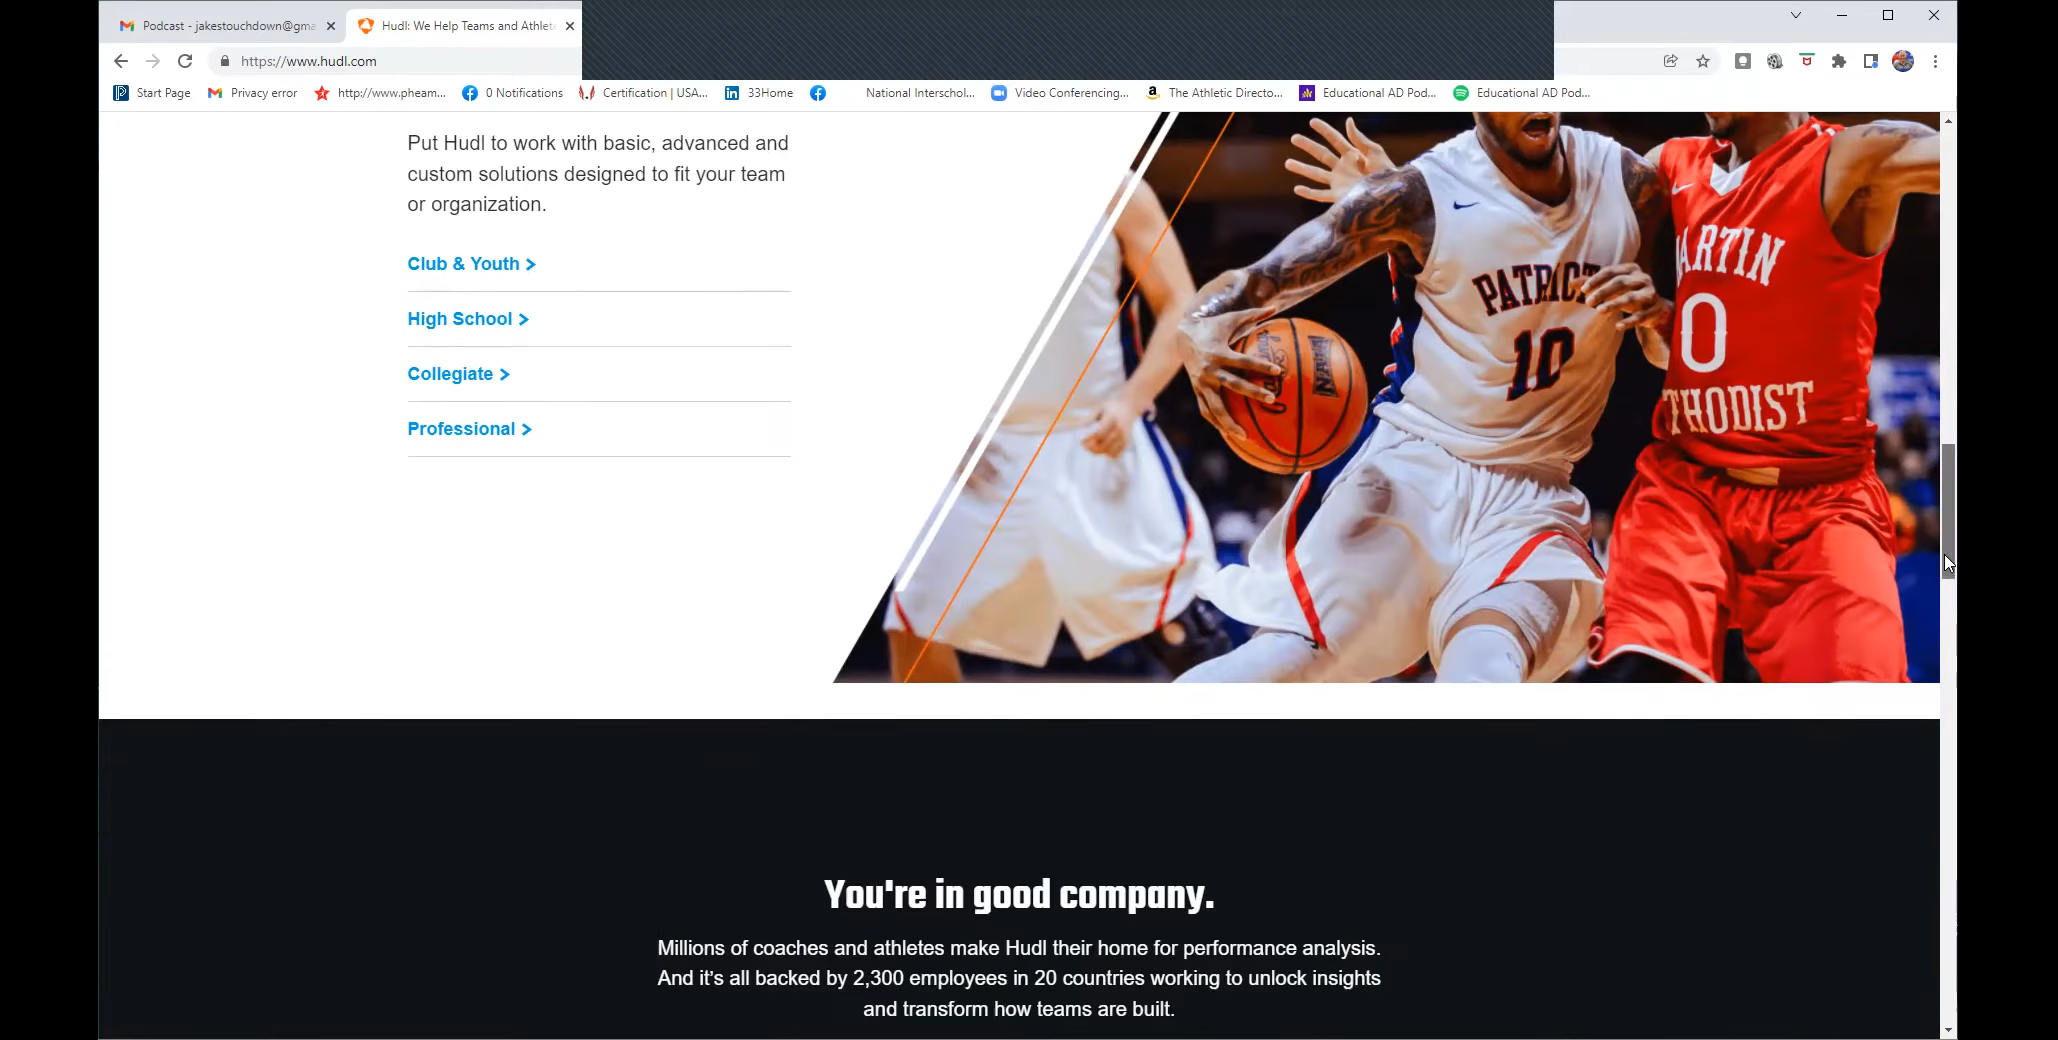 Podcast - jakestouchdown@gma
Hudl: We Help Teams and Athlet
https://www.hudl.com
Start Page
Privacy error
http://www.pheam...
0 Notifications
Certification | USA...
33Home
National Interschol...
Video Conferencing...
The Athletic Directo...
Educational AD Pod...
Educational AD Pod...
Put Hudl to work with basic, advanced and
custom solutions designed to fit your team
or organization.
Club & Youth >
High School >
Collegiate >
Professional >
PATRIOT
10
ARTIN
0
THODIST
NAIA
You're in good company.
Millions of coaches and athletes make Hudl their home for performance analysis.
And it's all backed by 2,300 employees in 20 countries working to unlock insights
and transform how teams are built.